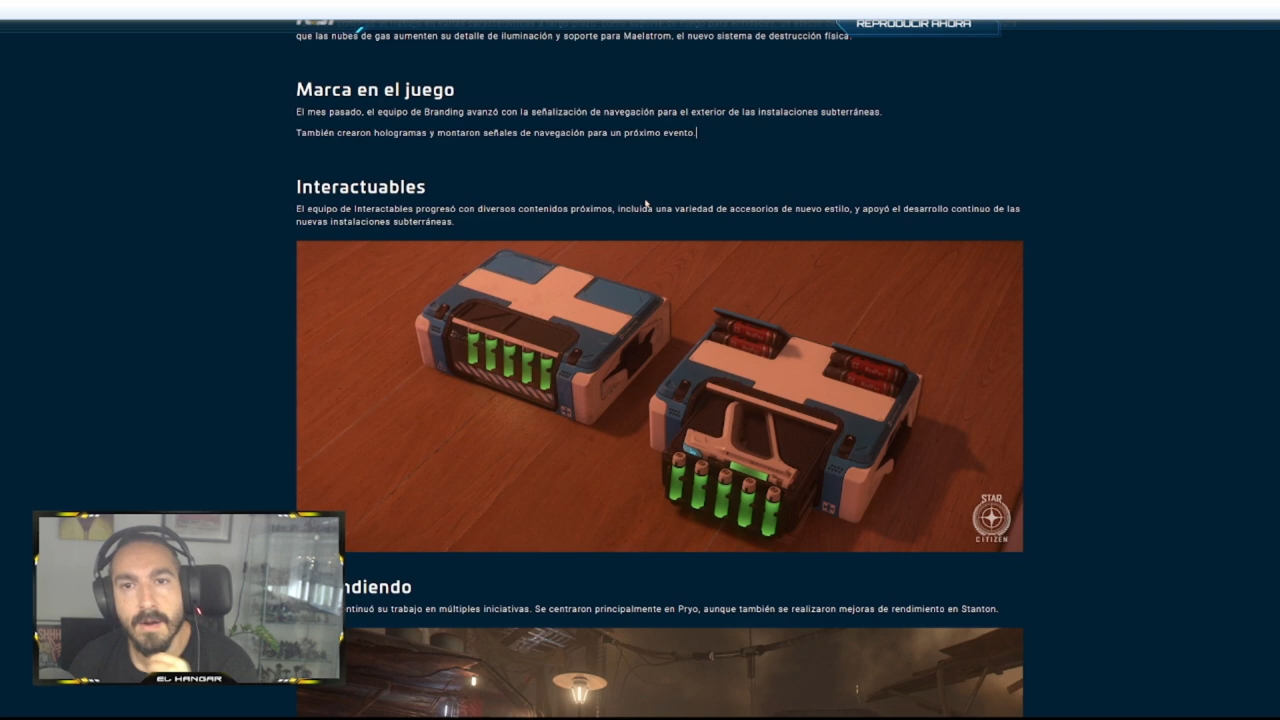 REPRODUCIR AHORA
que las nubes de gas aumenten su detalle de iluminación y soporte para Maelstrom, el nuevo sistema de destrucción física.
Marca en el juego
El mes pasado, el equipo de Branding avanzó con la señalización de navegación para el exterior de las instalaciones subterráneas.
También crearon hologramas y montaron señales de navegación para un próximo evento.
Interactuables
El equipo de Interactables progresó con diversos contenidos próximos, incluida una variedad de accesorios de nuevo estilo, y apoyó el desarrollo continuo de las
nuevas instalaciones subterráneas.
STAR
CITIZEN
ndiendo
ntinuó su trabajo en múltiples iniciativas. Se centraron principalmente en Pryo, aunque también se realizaron mejoras de rendimiento en Stanton.
EL HANGAR